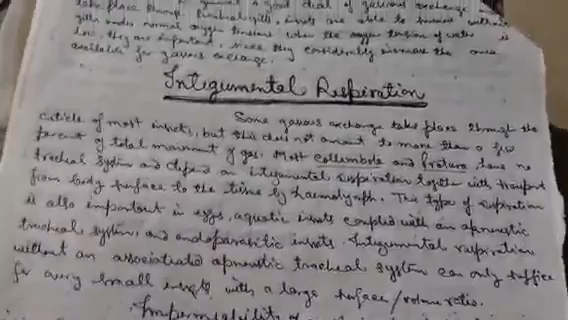 a good deal of gaseous exchange
take place through
gills under normal oxygen tensions when the oxygen tension of water is
low, they are important, since they considerably increase the area
available for gaseous exchange.
Integumental Respiration
Some gaseous exchange take place through the
cuticle of most insects, but this does not amount to more than a few
percent of total movement of gas. Most collembola and Protura have no
tracheal system and depend on integumental respiration together with transport
from body surface to the tissue by haemolymph. This type of respiration
is also important in eggs, aquatic insects coupled with an apneustic
tracheal system and endoparasitic insects. Integumental respiration
without an associated apneustic tracheal system can only suffice
for very small insects with a large surface/volume ratio.
Impermeability of